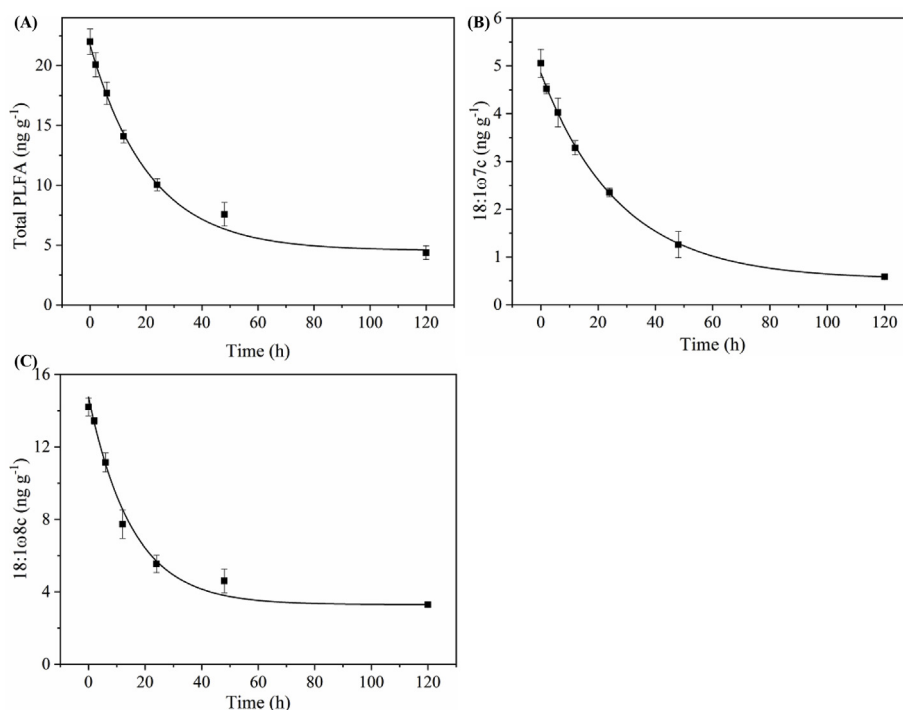 (A)
Total PLFA (ng g⁻¹)
20
15
10
5
0
0 20 40 60 80 100 120
Time (h)
(B)
18:1ω7c (ng g⁻¹)
6
5
4
3
2
1
0
0 20 40 60 80 100 120
Time (h)
(C)
18:1ω8c (ng g⁻¹)
16
12
8
4
0
0 20 40 60 80 100 120
Time (h)